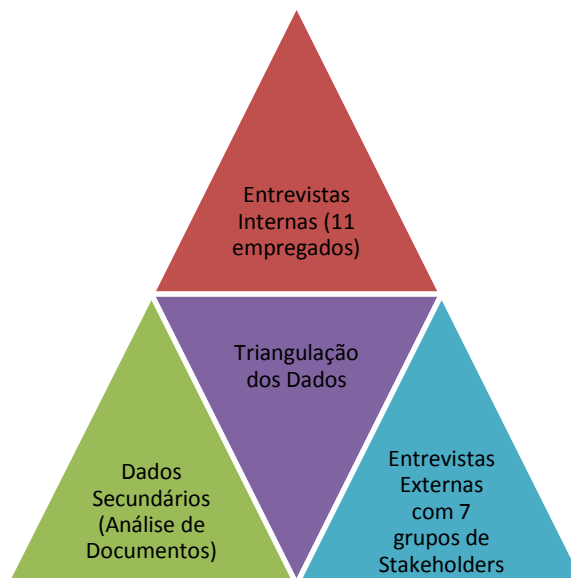 Entrevistas
Internas (11
empregados)
Triangulação
dos Dados
Dados
Secundários
(Análise de
Documentos)
Entrevistas
Externas
com 7
grupos de
Stakeholders